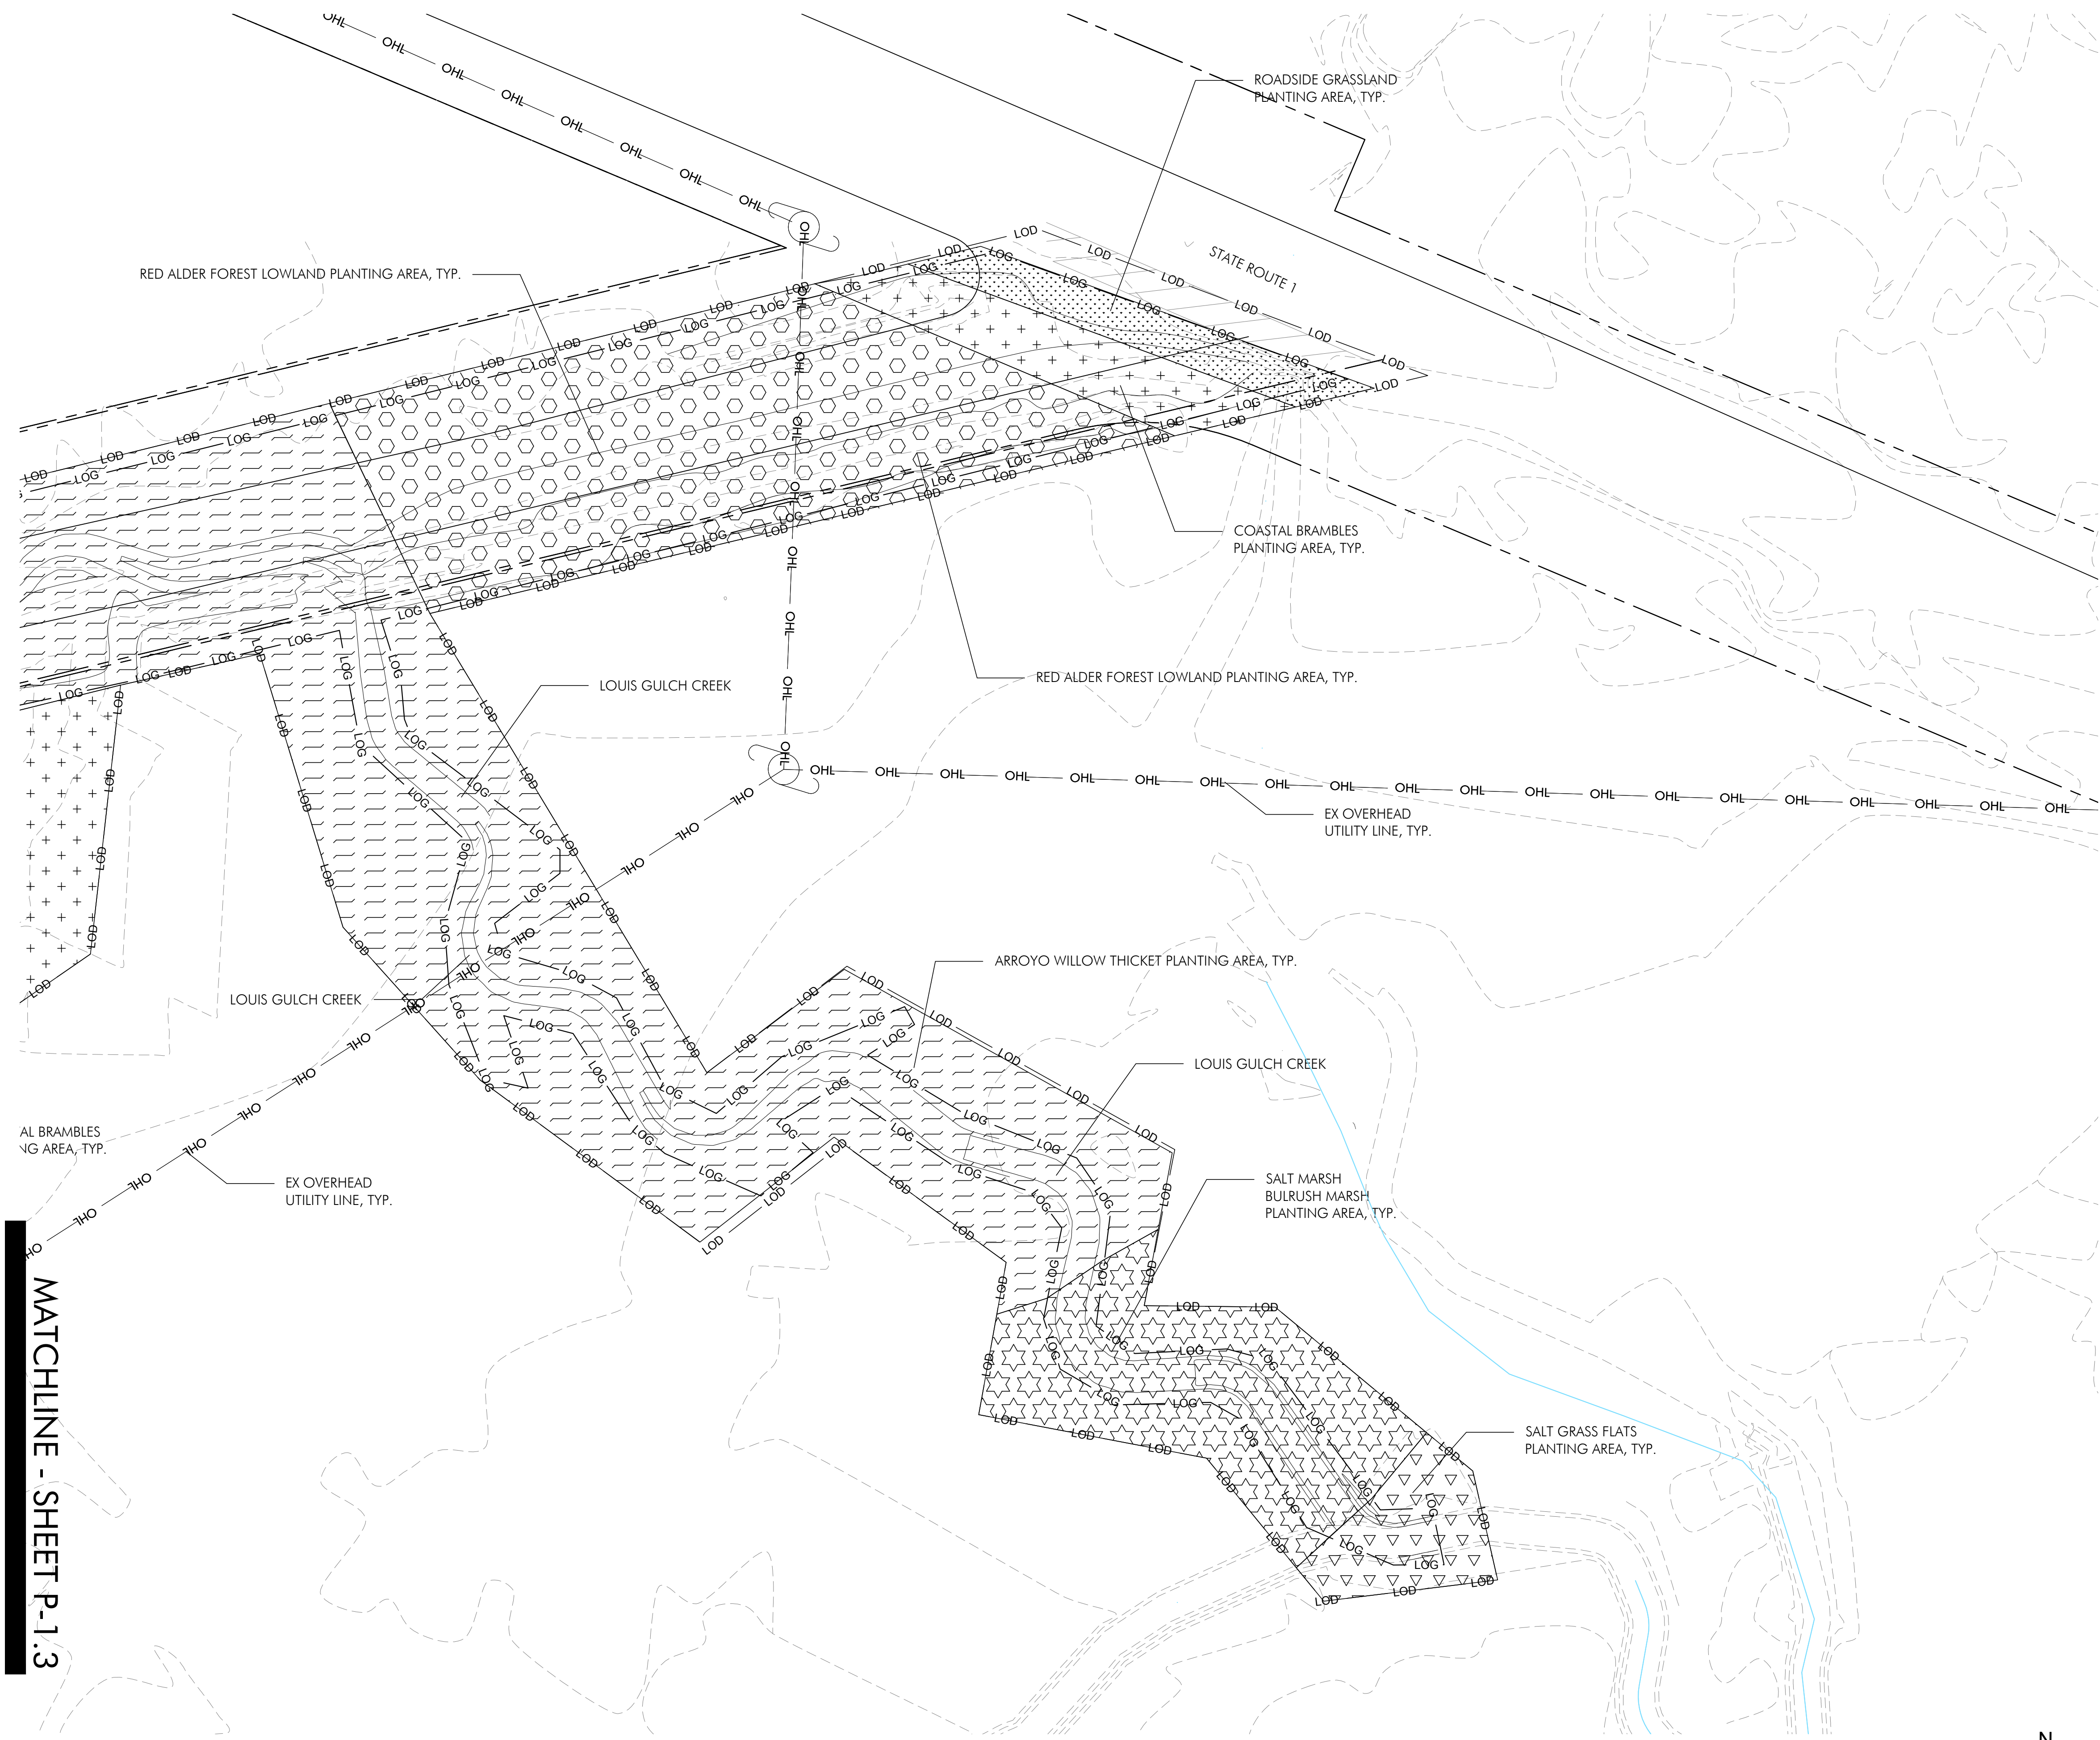 ROADSIDE GRASSLAND
PLANTING AREA, TYP.
STATE ROUTE 1
RED ALDER FOREST LOWLAND PLANTING AREA, TYP.
COASTAL BRAMBLES
PLANTING AREA, TYP.
RED ALDER FOREST LOWLAND PLANTING AREA, TYP.
LOUIS GULCH CREEK
EX OVERHEAD
UTILITY LINE, TYP.
ARROYO WILLOW THICKET PLANTING AREA, TYP.
LOUIS GULCH CREEK
LOUIS GULCH CREEK
AL BRAMBLES
NG AREA, TYP.
EX OVERHEAD
UTILITY LINE, TYP.
SALT MARSH
BULRUSH MARSH
PLANTING AREA, TYP.
SALT GRASS FLATS
PLANTING AREA, TYP.
MATCHLINE - SHEET P-1.3
OHL
LOD
LOG
N